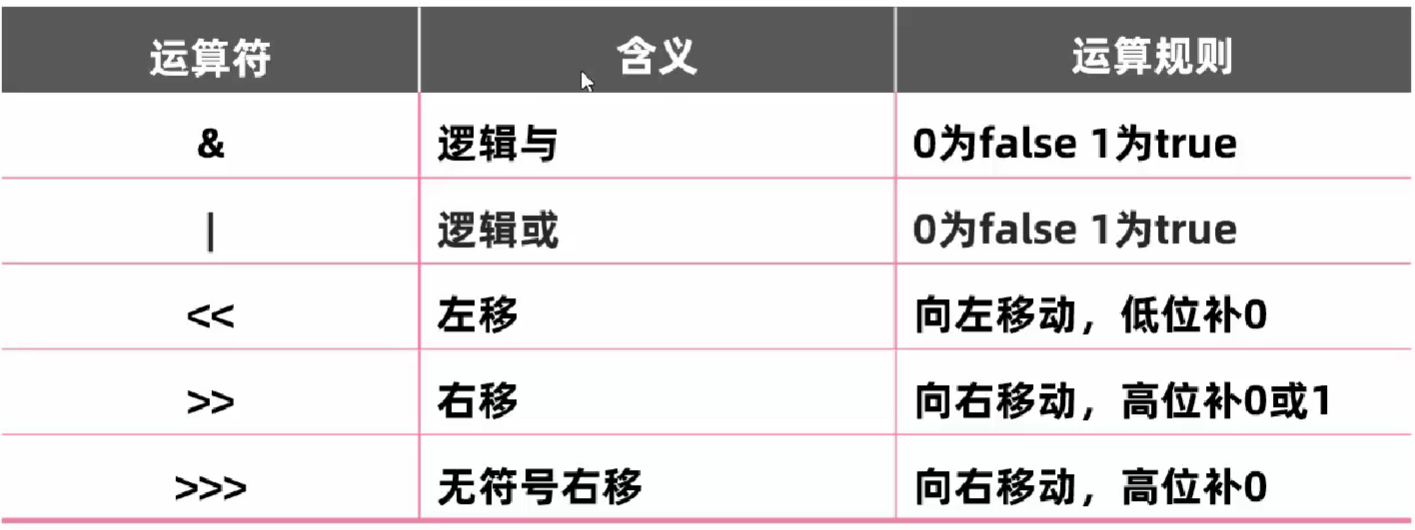 运算符 含义 运算规则
& 逻辑与 0为false 1为true
| 逻辑或 0为false 1为true
<< 左移 向左移动，低位补0
>> 右移 向右移动，高位补0或1
>>> 无符号右移 向右移动，高位补0